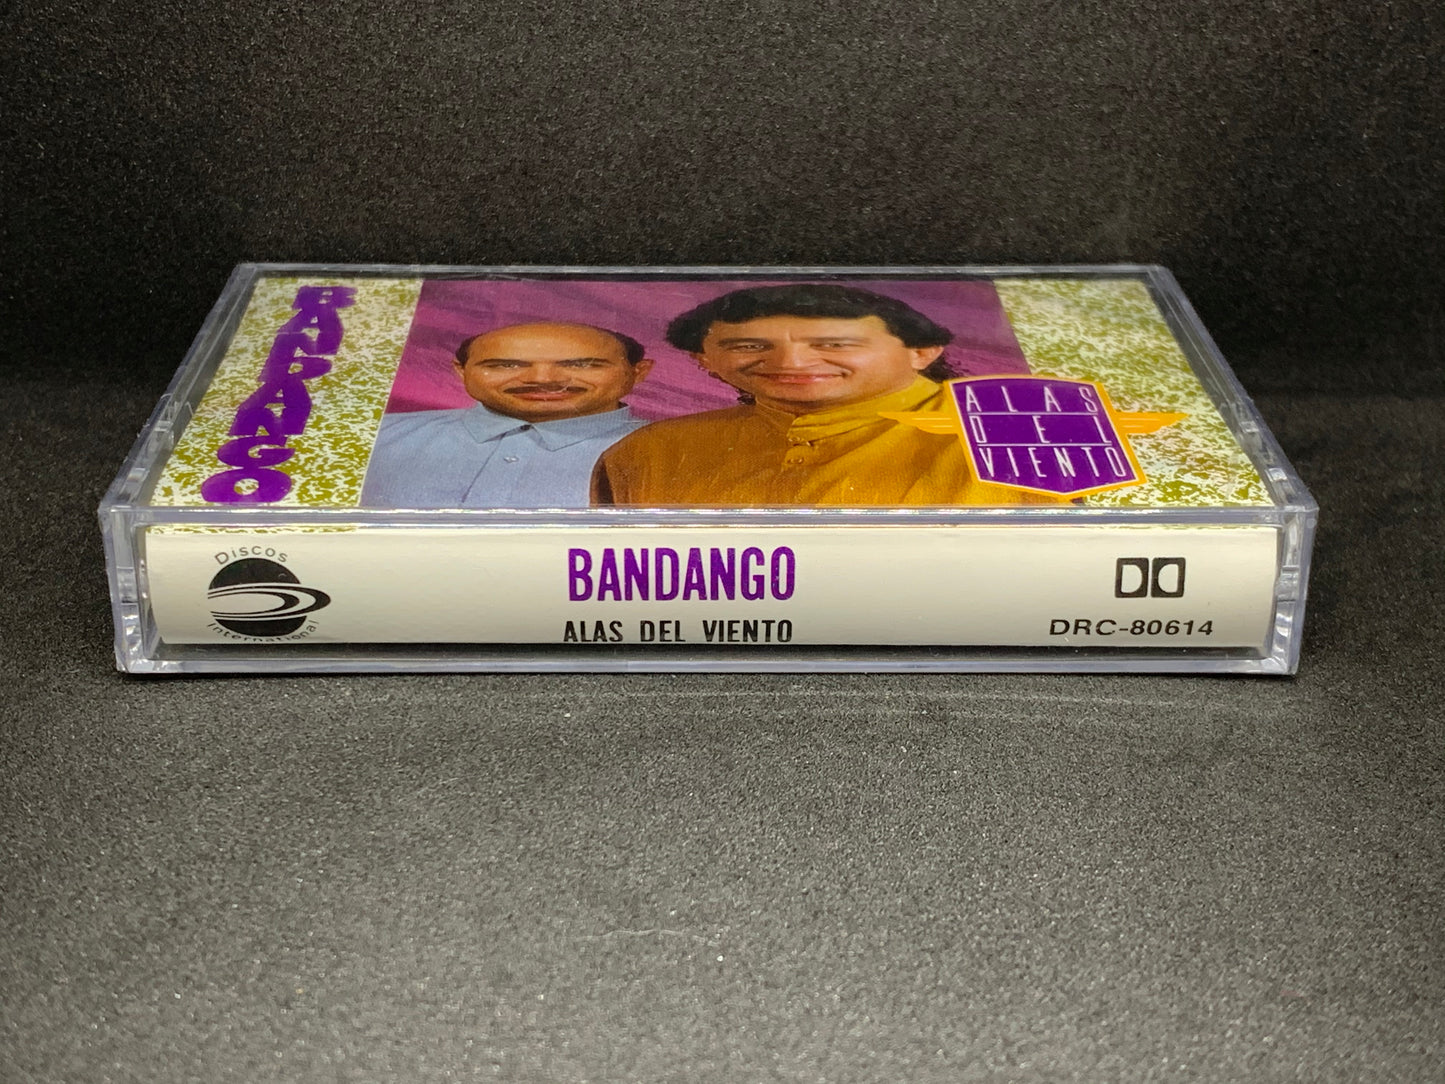 BANDANGO
ALAS
DEL
VIENTO
Discos
International
BANDANGO
ALAS DEL VIENTO
DRC-80614